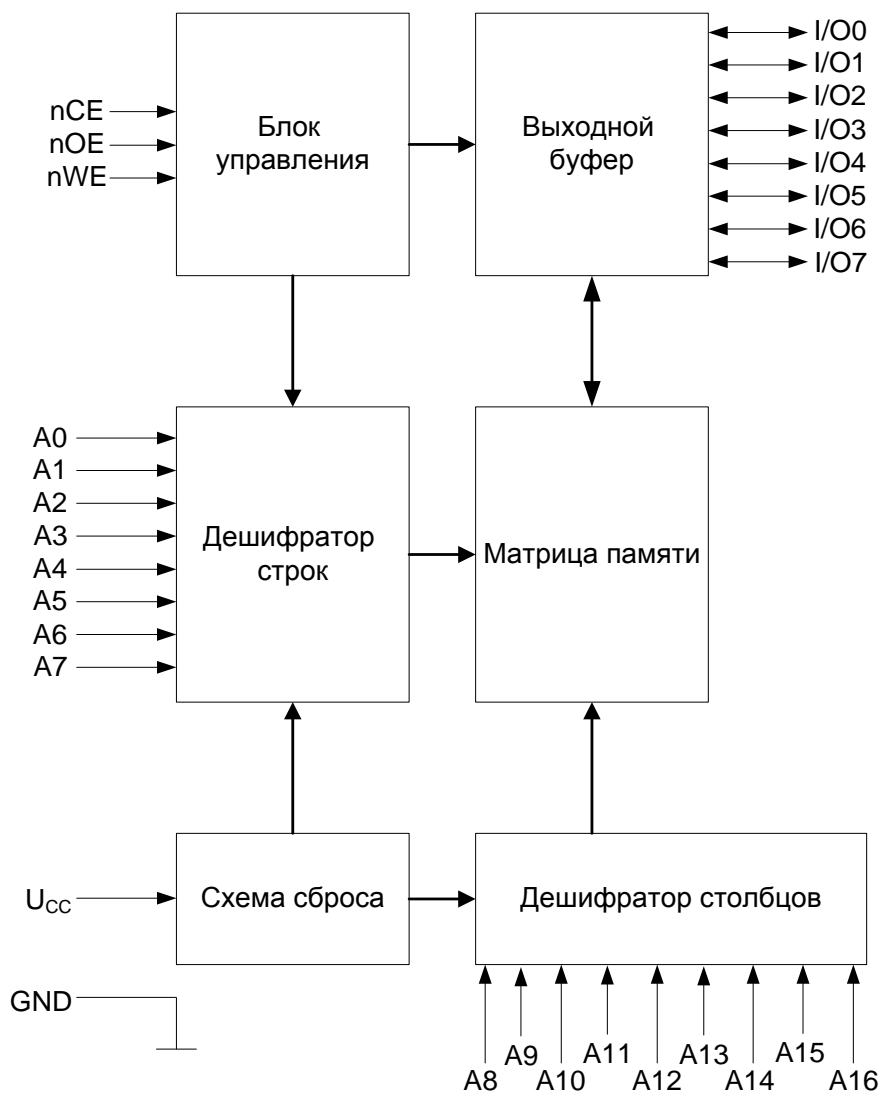 nCE
nOE
nWE
Блок
управления
Выходной
буфер
I/O0
I/O1
I/O2
I/O3
I/O4
I/O5
I/O6
I/O7
A0
A1
A2
A3
A4
A5
A6
A7
Дешифратор
строк
Матрица памяти
UCC
Схема сброса
Дешифратор столбцов
GND
A8
A9
A10
A11
A12
A13
A14
A15
A16